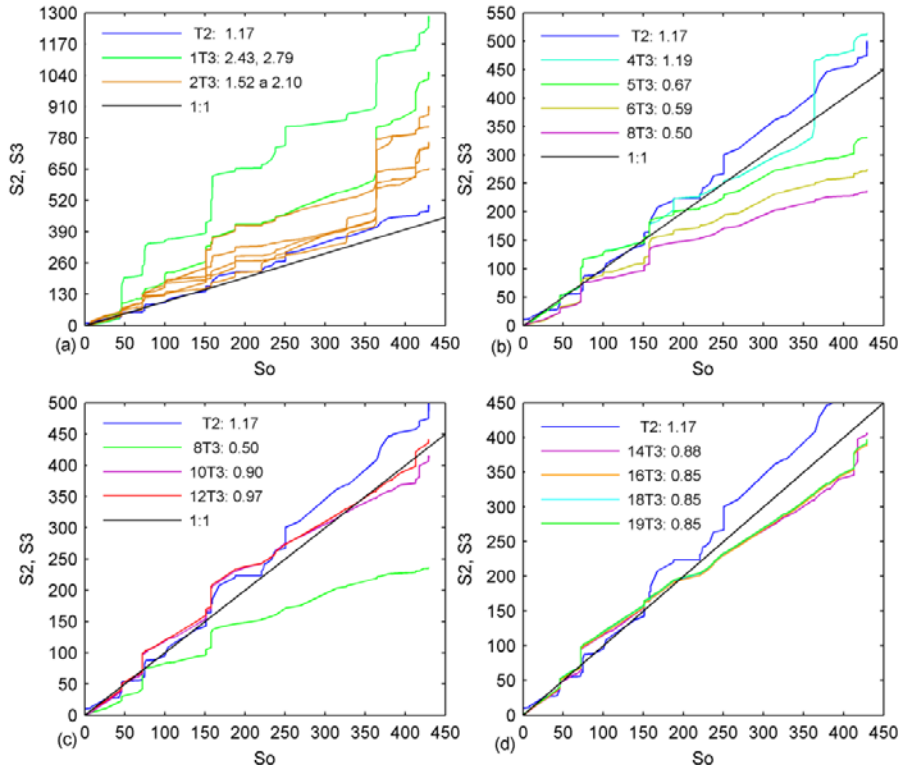 1300
1170
1040
910
780
650
520
390
260
130
0
S2, S3
T2: 1.17
1T3: 2.43, 2.79
2T3: 1.52 a 2.10
1:1
0 50 100 150 200 250 300 350 400 450
(a)
So
550
500
450
400
350
300
250
200
150
100
50
0
S2, S3
T2: 1.17
4T3: 1.19
5T3: 0.67
6T3: 0.59
8T3: 0.50
1:1
0 50 100 150 200 250 300 350 400 450
(b)
So
500
450
400
350
300
250
200
150
100
50
0
S2, S3
T2: 1.17
8T3: 0.50
10T3: 0.90
12T3: 0.97
1:1
0 50 100 150 200 250 300 350 400 450
(c)
So
450
400
350
300
250
200
150
100
50
0
S2, S3
T2: 1.17
14T3: 0.88
16T3: 0.85
18T3: 0.85
19T3: 0.85
1:1
0 50 100 150 200 250 300 350 400 450
(d)
So